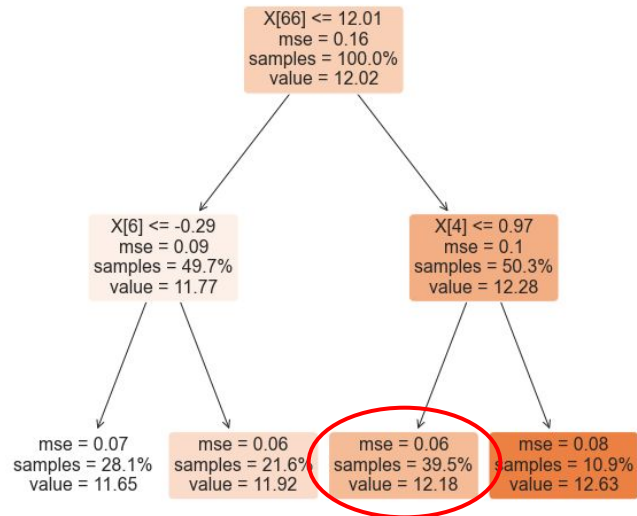 X[66] <= 12.01
mse = 0.16
samples = 100.0%
value = 12.02
X[6] <= -0.29
mse = 0.09
samples = 49.7%
value = 11.77
X[4] <= 0.97
mse = 0.1
samples = 50.3%
value = 12.28
mse = 0.07
samples = 28.1%
value = 11.65
mse = 0.06
samples = 21.6%
value = 11.92
mse = 0.06
samples = 39.5%
value = 12.18
mse = 0.08
samples = 10.9%
value = 12.63